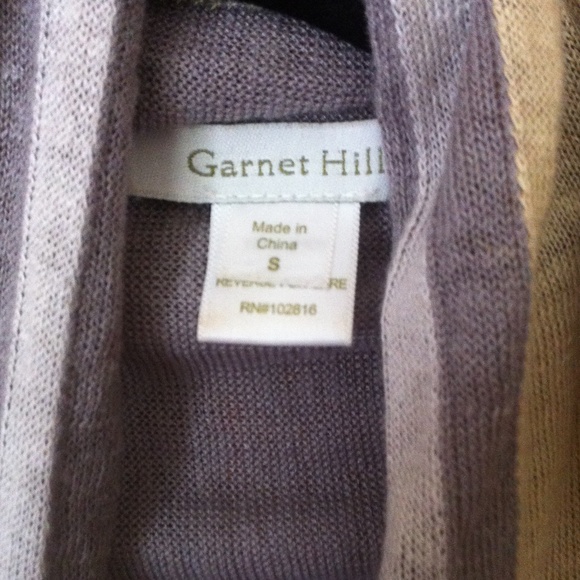 Garnet Hill
Made in
China
S
RN#102816